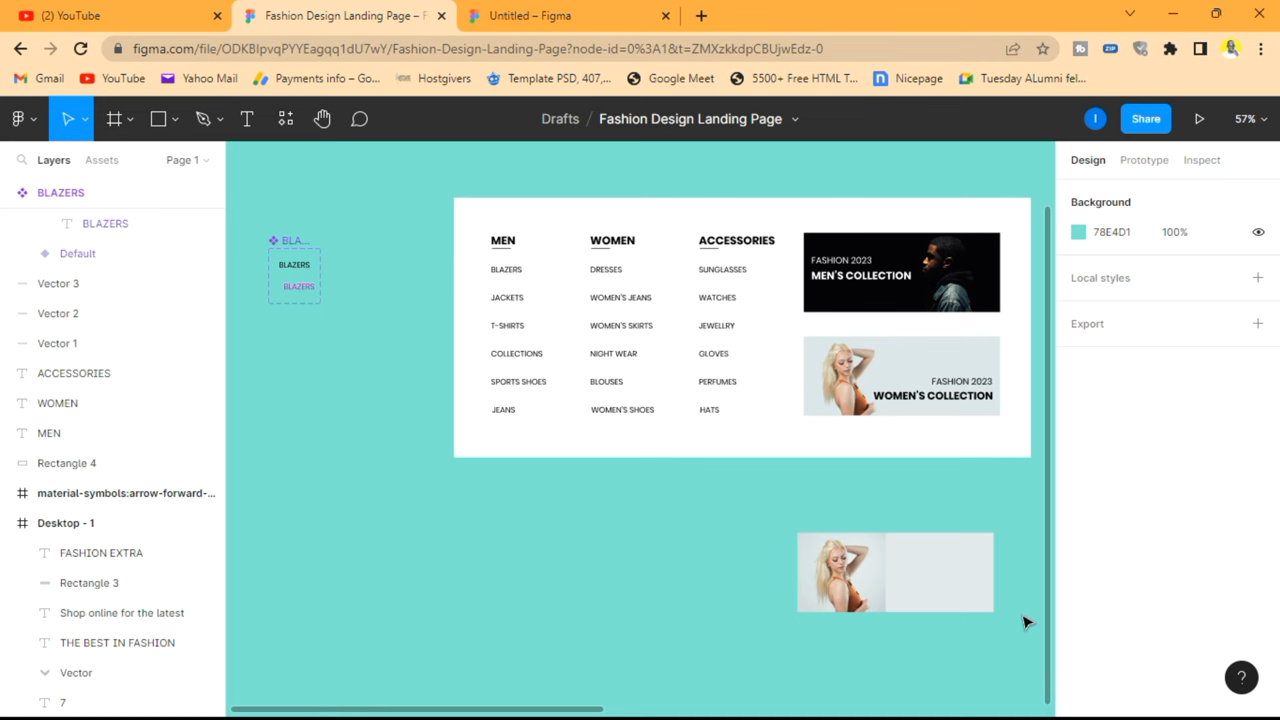 (2) YouTube
Fashion Design Landing Page – F
Untitled – Figma
figma.com/file/ODKBlpvqPYYEagqq1dU7wY/Fashion-Design-Landing-Page?node-id=0%3A1&t=ZMXzkkdpCBUjwEdz-0
Gmail
YouTube
Yahoo Mail
Payments info – Go...
Hostgivers
Template PSD, 407,...
Google Meet
5500+ Free HTML T...
Nicepage
Tuesday ALumni fel...
Drafts / Fashion Design Landing Page
I
Share
57%
Layers
Assets
Page 1
BLAZERS
BLAZERS
Default
Vector 3
Vector 2
Vector 1
ACCESSORIES
WOMEN
MEN
Rectangle 4
material-symbols:arrow-forward-...
Desktop - 1
FASHION EXTRA
Rectangle 3
Shop online for the latest
THE BEST IN FASHION
Vector
7
BLA...
BLAZERS
BLAZERS
MEN
BLAZERS
JACKETS
T-SHIRTS
COLLECTIONS
SPORTS SHOES
JEANS
WOMEN
DRESSES
WOMEN'S JEANS
WOMEN'S SKIRTS
NIGHT WEAR
BLOUSES
WOMEN'S SHOES
ACCESSORIES
SUNGLASSES
WATCHES
JEWELLRY
GLOVES
PERFUMES
HATS
FASHION 2023
MEN'S COLLECTION
FASHION 2023
WOMEN'S COLLECTION
Design
Prototype
Inspect
Background
78E4D1
100%
Local styles
Export
?